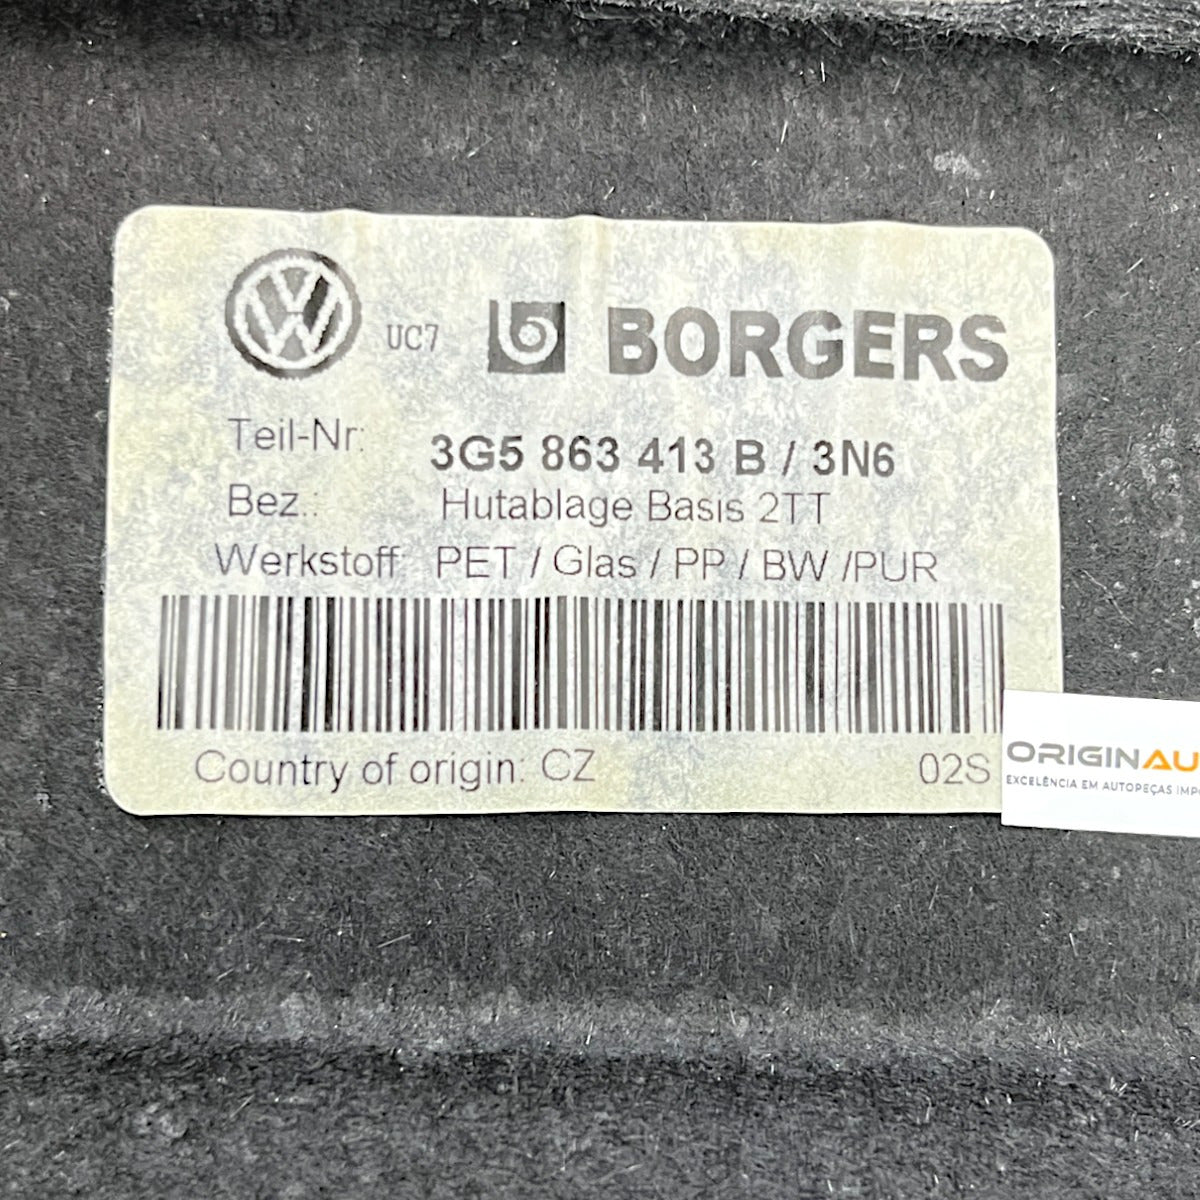 UC7 BORGERS
Teil-Nr: 3G5 863 413 B / 3N6
Bez.: Hutablage Basis 2TT
Werkstoff PET / Glas / PP / BW /PUR
Country of origin: CZ 02S
ORIGINAU
EXCELÊNCIA EM AUTOPEÇAS